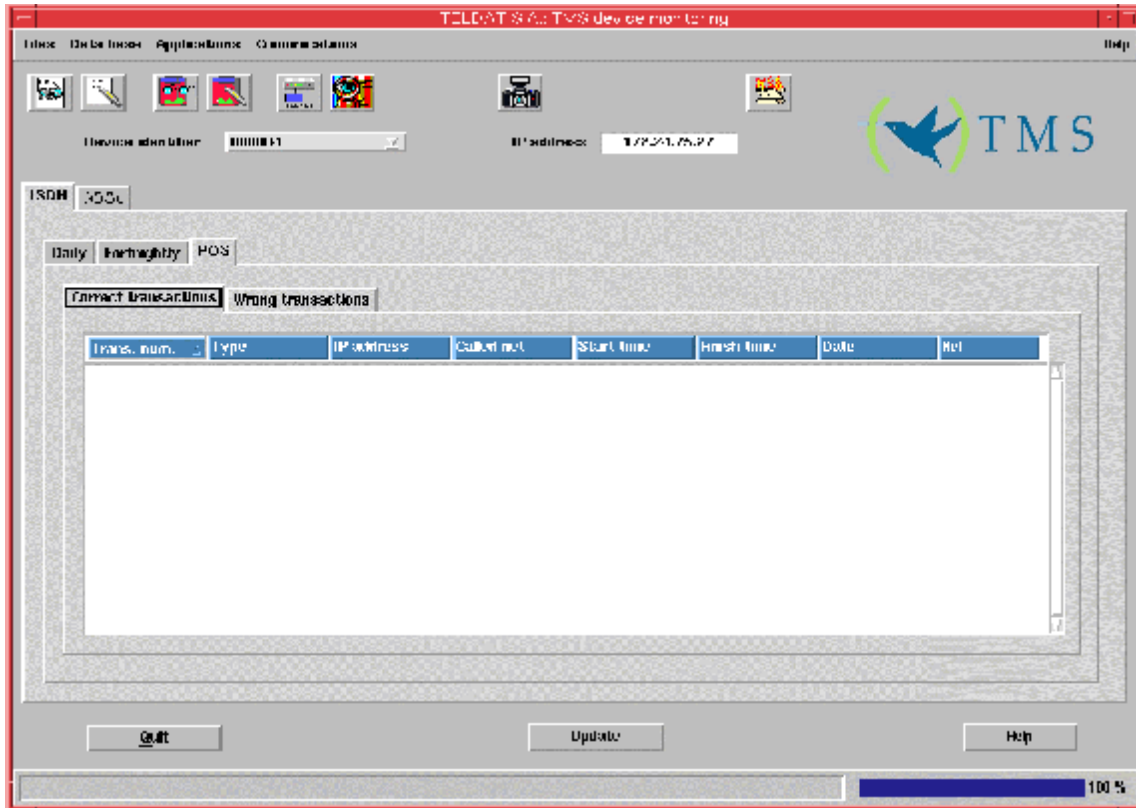 TELDAT S.A.: TMS device monitoring
Files Data base Applications Communications Help
Device identifier IP address
TMS
ISDN
Daily Fortnightly POS
Correct transactions Wrong transactions
Trans. num. Type IP address Called net Start time Finish time Date
Quit Update Help
100 %